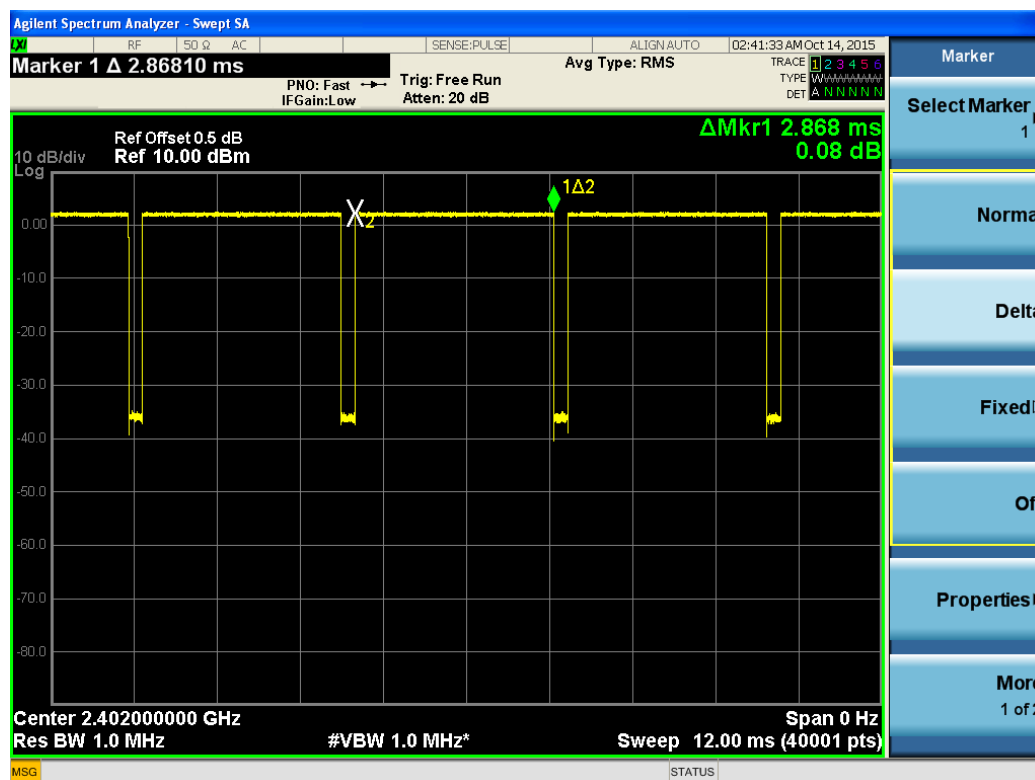 Agilent Spectrum Analyzer - Swept SA
LXI RF 50 Ω AC SENSE:PULSE ALIGN AUTO 02:41:33 AM Oct 14, 2015
Marker 1 Δ 2.86810 ms
PNO: Fast
IFGain:Low
Trig: Free Run
Atten: 20 dB
Avg Type: RMS
TRACE 1 2 3 4 5 6
TYPE WWWWWW
DET A N N N N N
ΔMkr1 2.868 ms
0.08 dB
Ref Offset 0.5 dB
10 dB/div Ref 10.00 dBm
Log
1Δ2
X2
0.00
-10.0
-20.0
-30.0
-40.0
-50.0
-60.0
-70.0
-80.0
Center 2.402000000 GHz Span 0 Hz
Res BW 1.0 MHz #VBW 1.0 MHz* Sweep 12.00 ms (40001 pts)
MSG STATUS
Marker
Select Marker
1
Norma
Delta
Fixed
Of
Properties
More
1 of 2